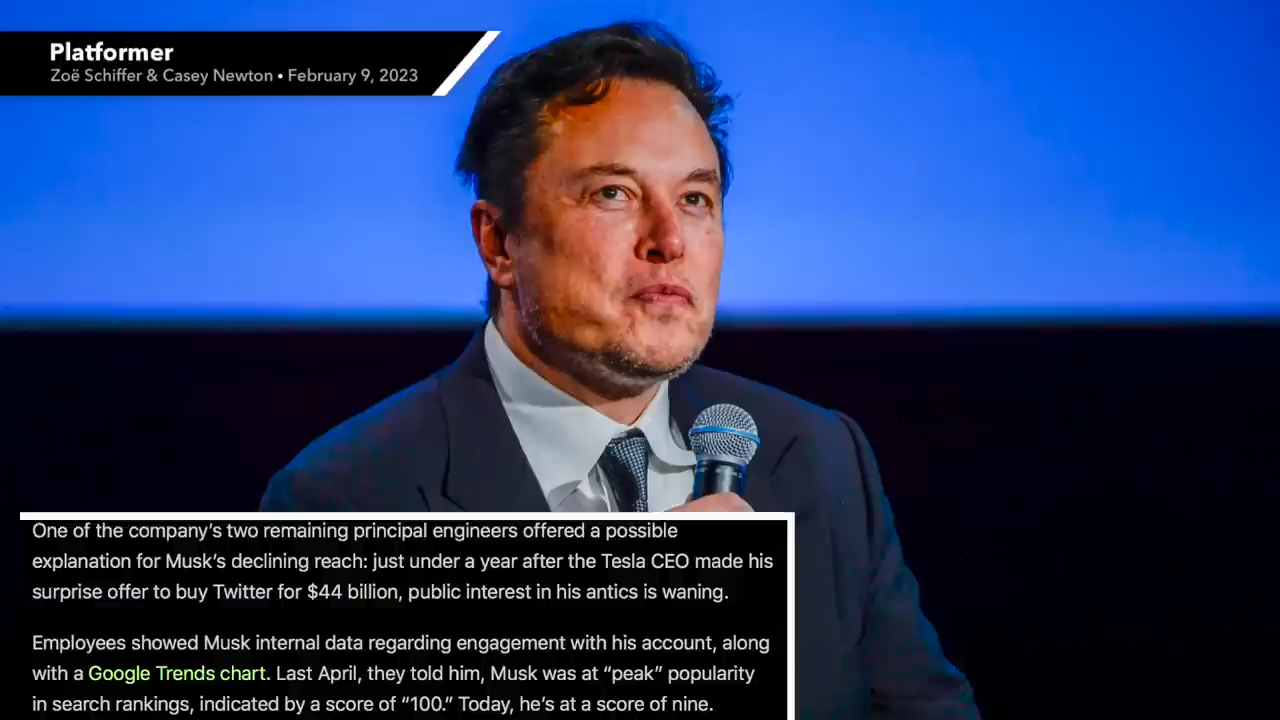 Platformer
Zoë Schiffer & Casey Newton • February 9, 2023
One of the company’s two remaining principal engineers offered a possible
explanation for Musk’s declining reach: just under a year after the Tesla CEO made his
surprise offer to buy Twitter for $44 billion, public interest in his antics is waning.
Employees showed Musk internal data regarding engagement with his account, along
with a Google Trends chart. Last April, they told him, Musk was at “peak” popularity
in search rankings, indicated by a score of “100.” Today, he’s at a score of nine.